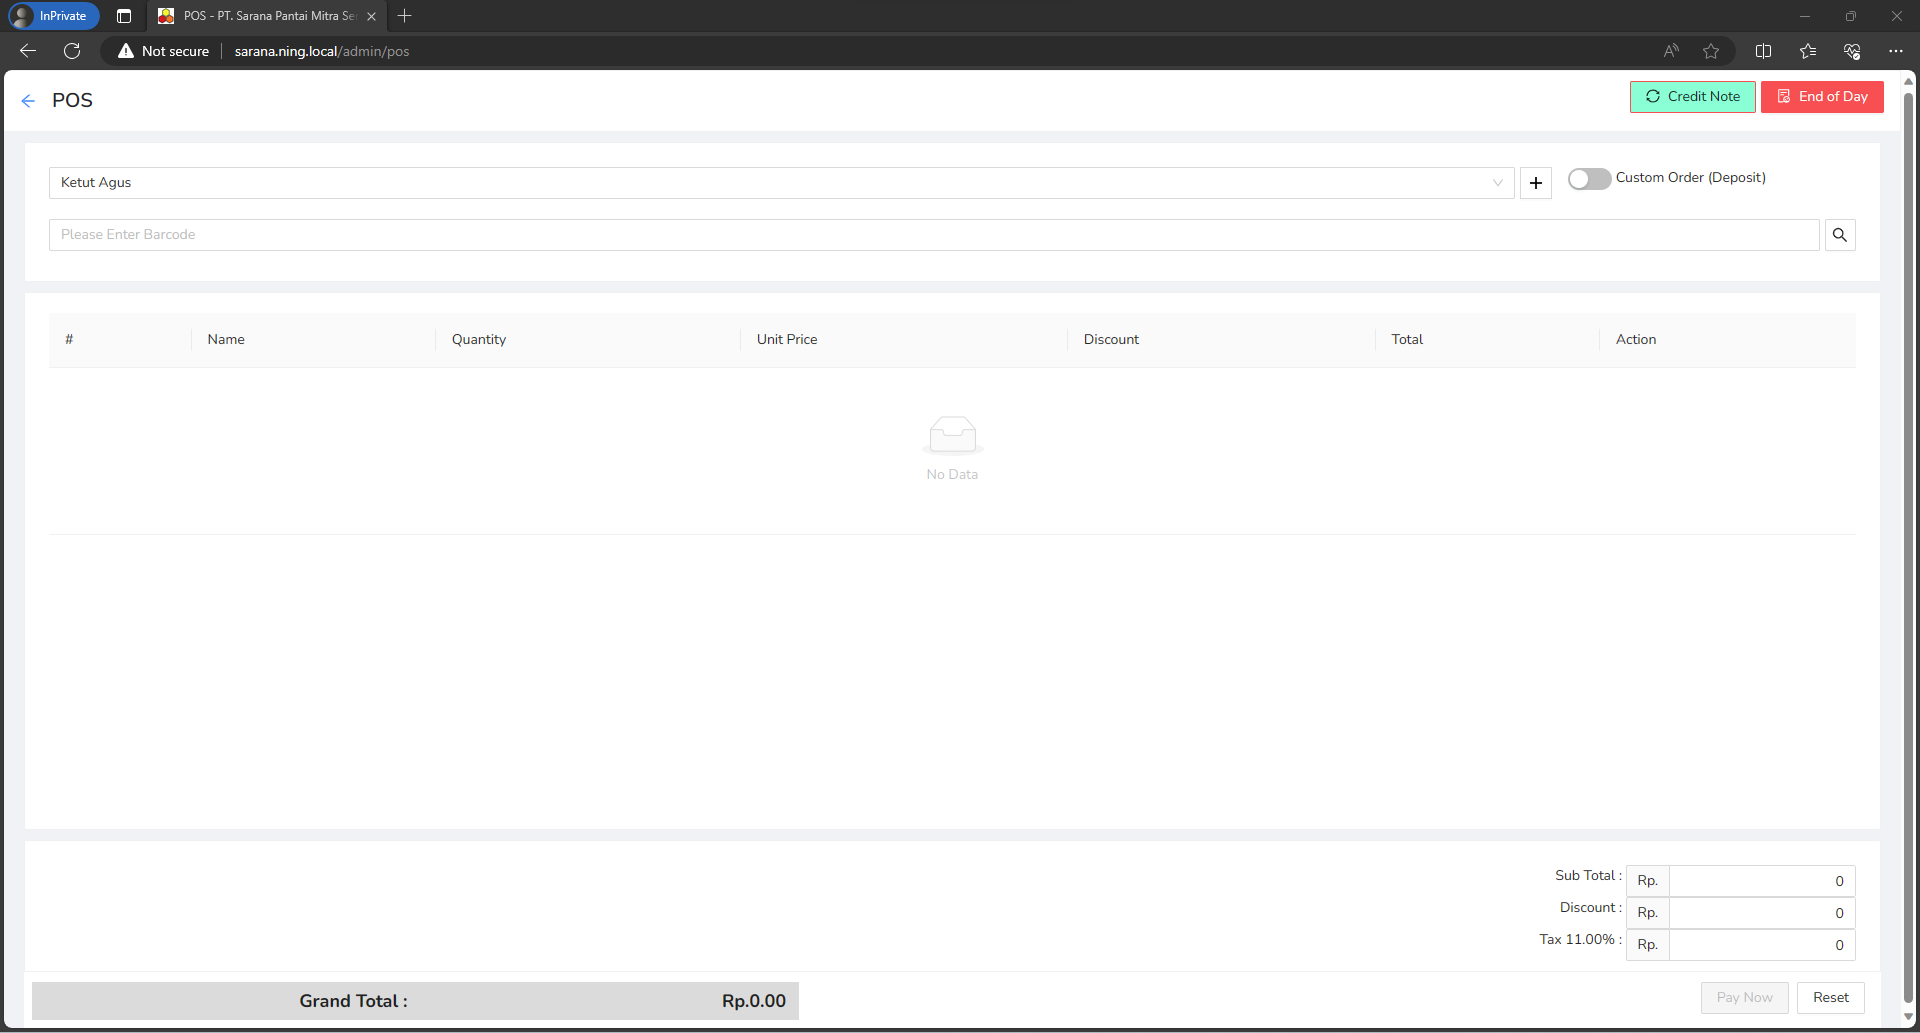 InPrivate
POS - PT. Sarana Pantai Mitra Se
Not secure
sarana.ning.local/admin/pos
POS
Credit Note
End of Day
Ketut Agus
Custom Order (Deposit)
Please Enter Barcode
# Name Quantity Unit Price Discount Total Action
No Data
Sub Total : Rp. 0
Discount : Rp. 0
Tax 11.00% : Rp. 0
Grand Total : Rp.0.00
Pay Now
Reset